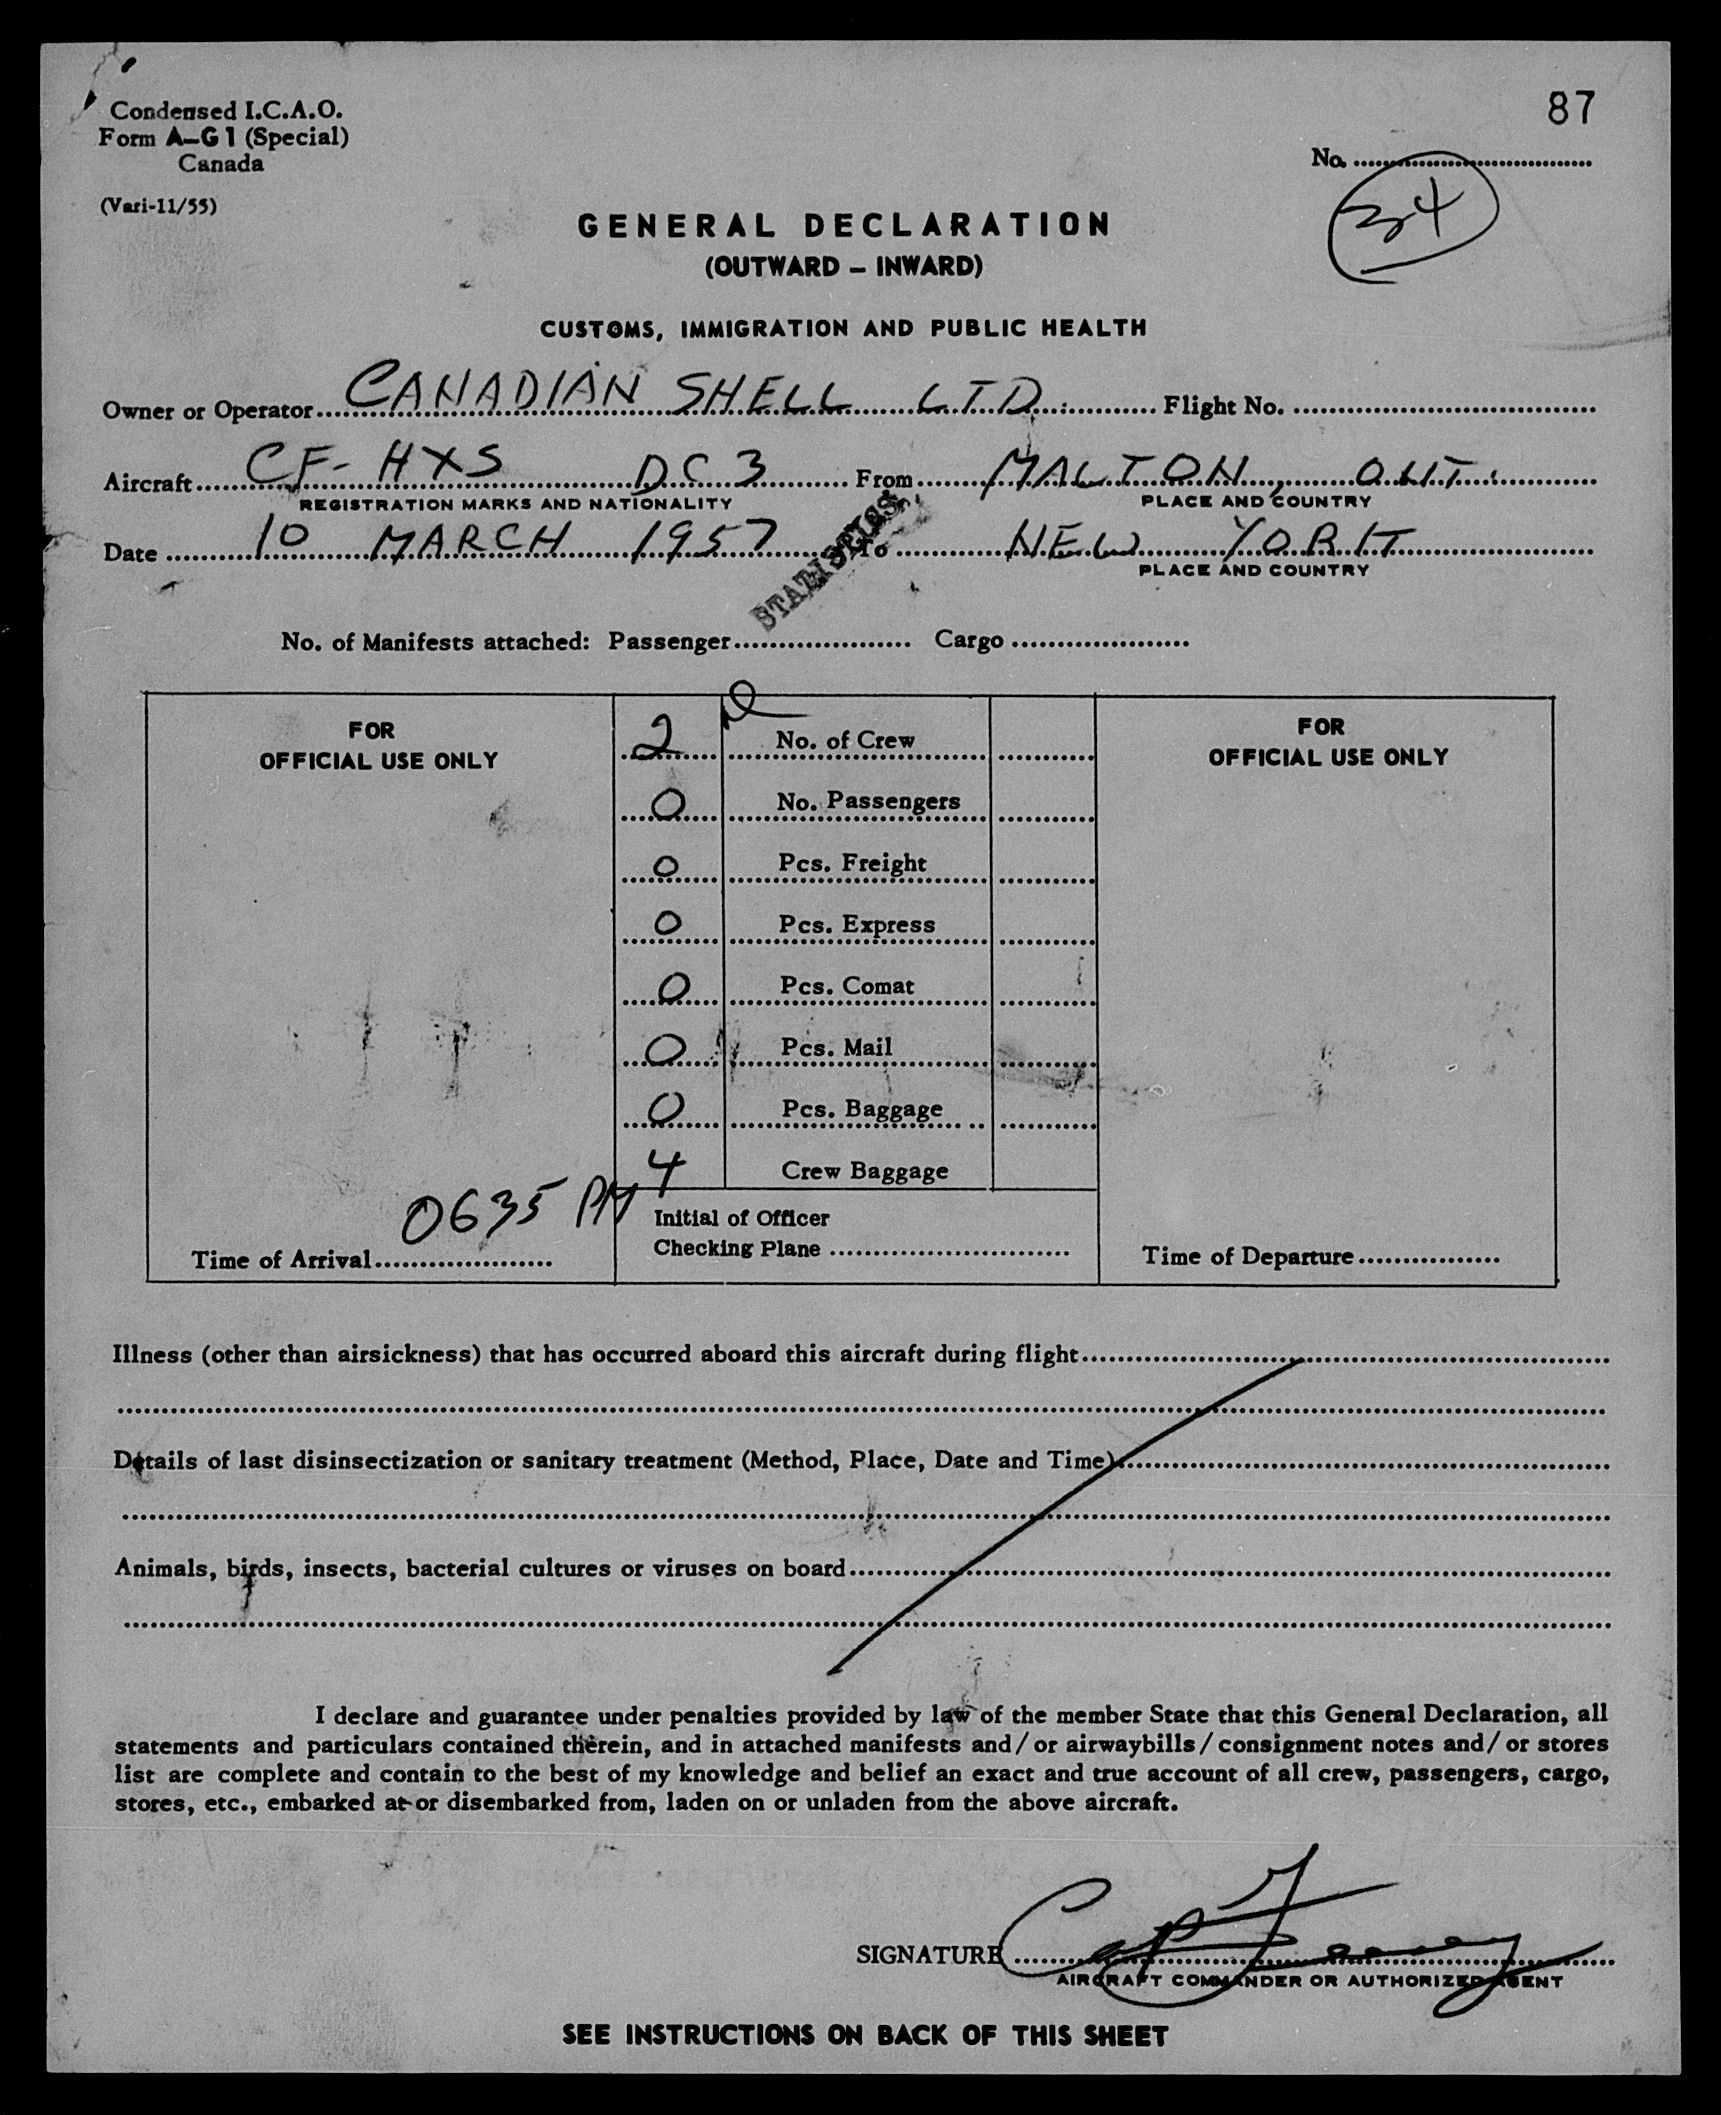 87
Condensed I.C.A.O.
Form A-G 1 (Special)
Canada
(Vari-11/55)
No. ........................
34
GENERAL DECLARATION
(OUTWARD – INWARD)
CUSTOMS, IMMIGRATION AND PUBLIC HEALTH
Owner or Operator CANADIAN SHELL LTD. Flight No. ........................
Aircraft CF-HXS DC3 From MALTON, ONT.
REGISTRATION MARKS AND NATIONALITY PLACE AND COUNTRY
Date 10 MARCH 1957 To NEW YORK
PLACE AND COUNTRY
STATISTICS
No. of Manifests attached: Passenger.................... Cargo ....................
FOR
OFFICIAL USE ONLY
2 No. of Crew
0 No. Passengers
0 Pcs. Freight
0 Pcs. Express
0 Pcs. Comat
0 Pcs. Mail
0 Pcs. Baggage
4 Crew Baggage
FOR
OFFICIAL USE ONLY
0635 PM
Time of Arrival....................
Initial of Officer
Checking Plane ............................
Time of Departure.................
Illness (other than airsickness) that has occurred aboard this aircraft during flight............
Details of last disinsectization or sanitary treatment (Method, Place, Date and Time)............
Animals, birds, insects, bacterial cultures or viruses on board............
I declare and guarantee under penalties provided by law of the member State that this General Declaration, all
statements and particulars contained therein, and in attached manifests and/or airwaybills/consignment notes and/or stores
list are complete and contain to the best of my knowledge and belief an exact and true account of all crew, passengers, cargo,
stores, etc., embarked at or disembarked from, laden on or unladen from the above aircraft.
SIGNATURE Capt
AIRCRAFT COMMANDER OR AUTHORIZED AGENT
SEE INSTRUCTIONS ON BACK OF THIS SHEET